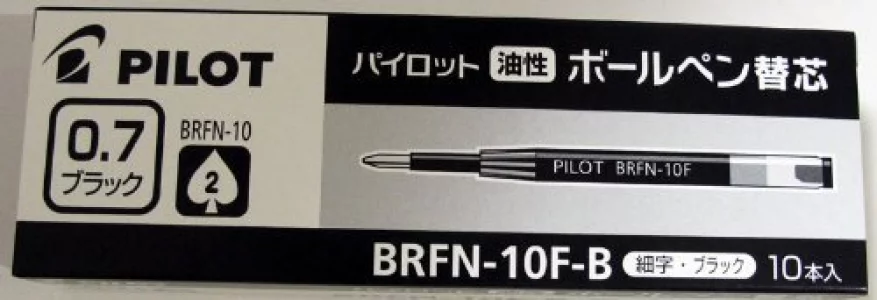 PILOT
パイロット 油性 ボールペン替芯
0.7
ブラック
BRFN-10
2
PILOT BRFN-10F
BRFN-10F-B 細字・ブラック 10本入